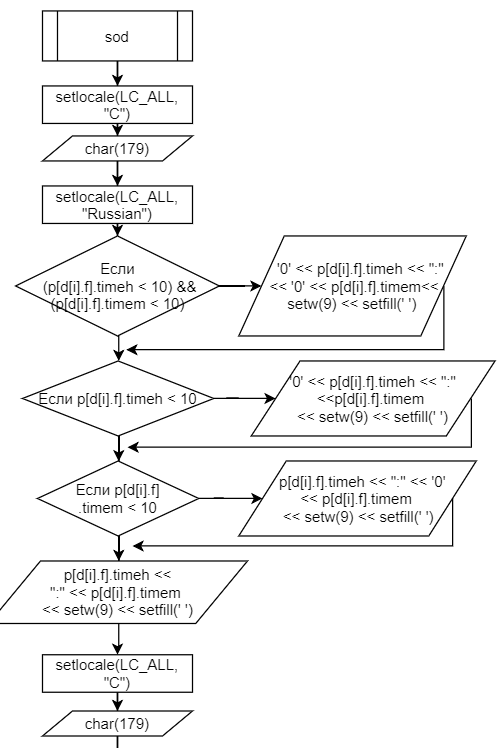 sod
setlocale(LC_ALL,
"C")
char(179)
setlocale(LC_ALL,
"Russian")
Если
(p[d[i].f].timeh < 10) &&
(p[d[i].f].timem < 10)
'0' << p[d[i].f].timeh << ":"
<< '0' << p[d[i].f].timem<<
setw(9) << setfill(' ')
Если p[d[i].f].timeh < 10
'0' << p[d[i].f].timeh << ":"
<<p[d[i].f].timem
<< setw(9) << setfill(' ')
Если p[d[i].f]
.timem < 10
p[d[i].f].timeh << ":" << '0'
<< p[d[i].f].timem
<< setw(9) << setfill(' ')
p[d[i].f].timeh <<
":" << p[d[i].f].timem
<< setw(9) << setfill(' ')
setlocale(LC_ALL,
"C")
char(179)